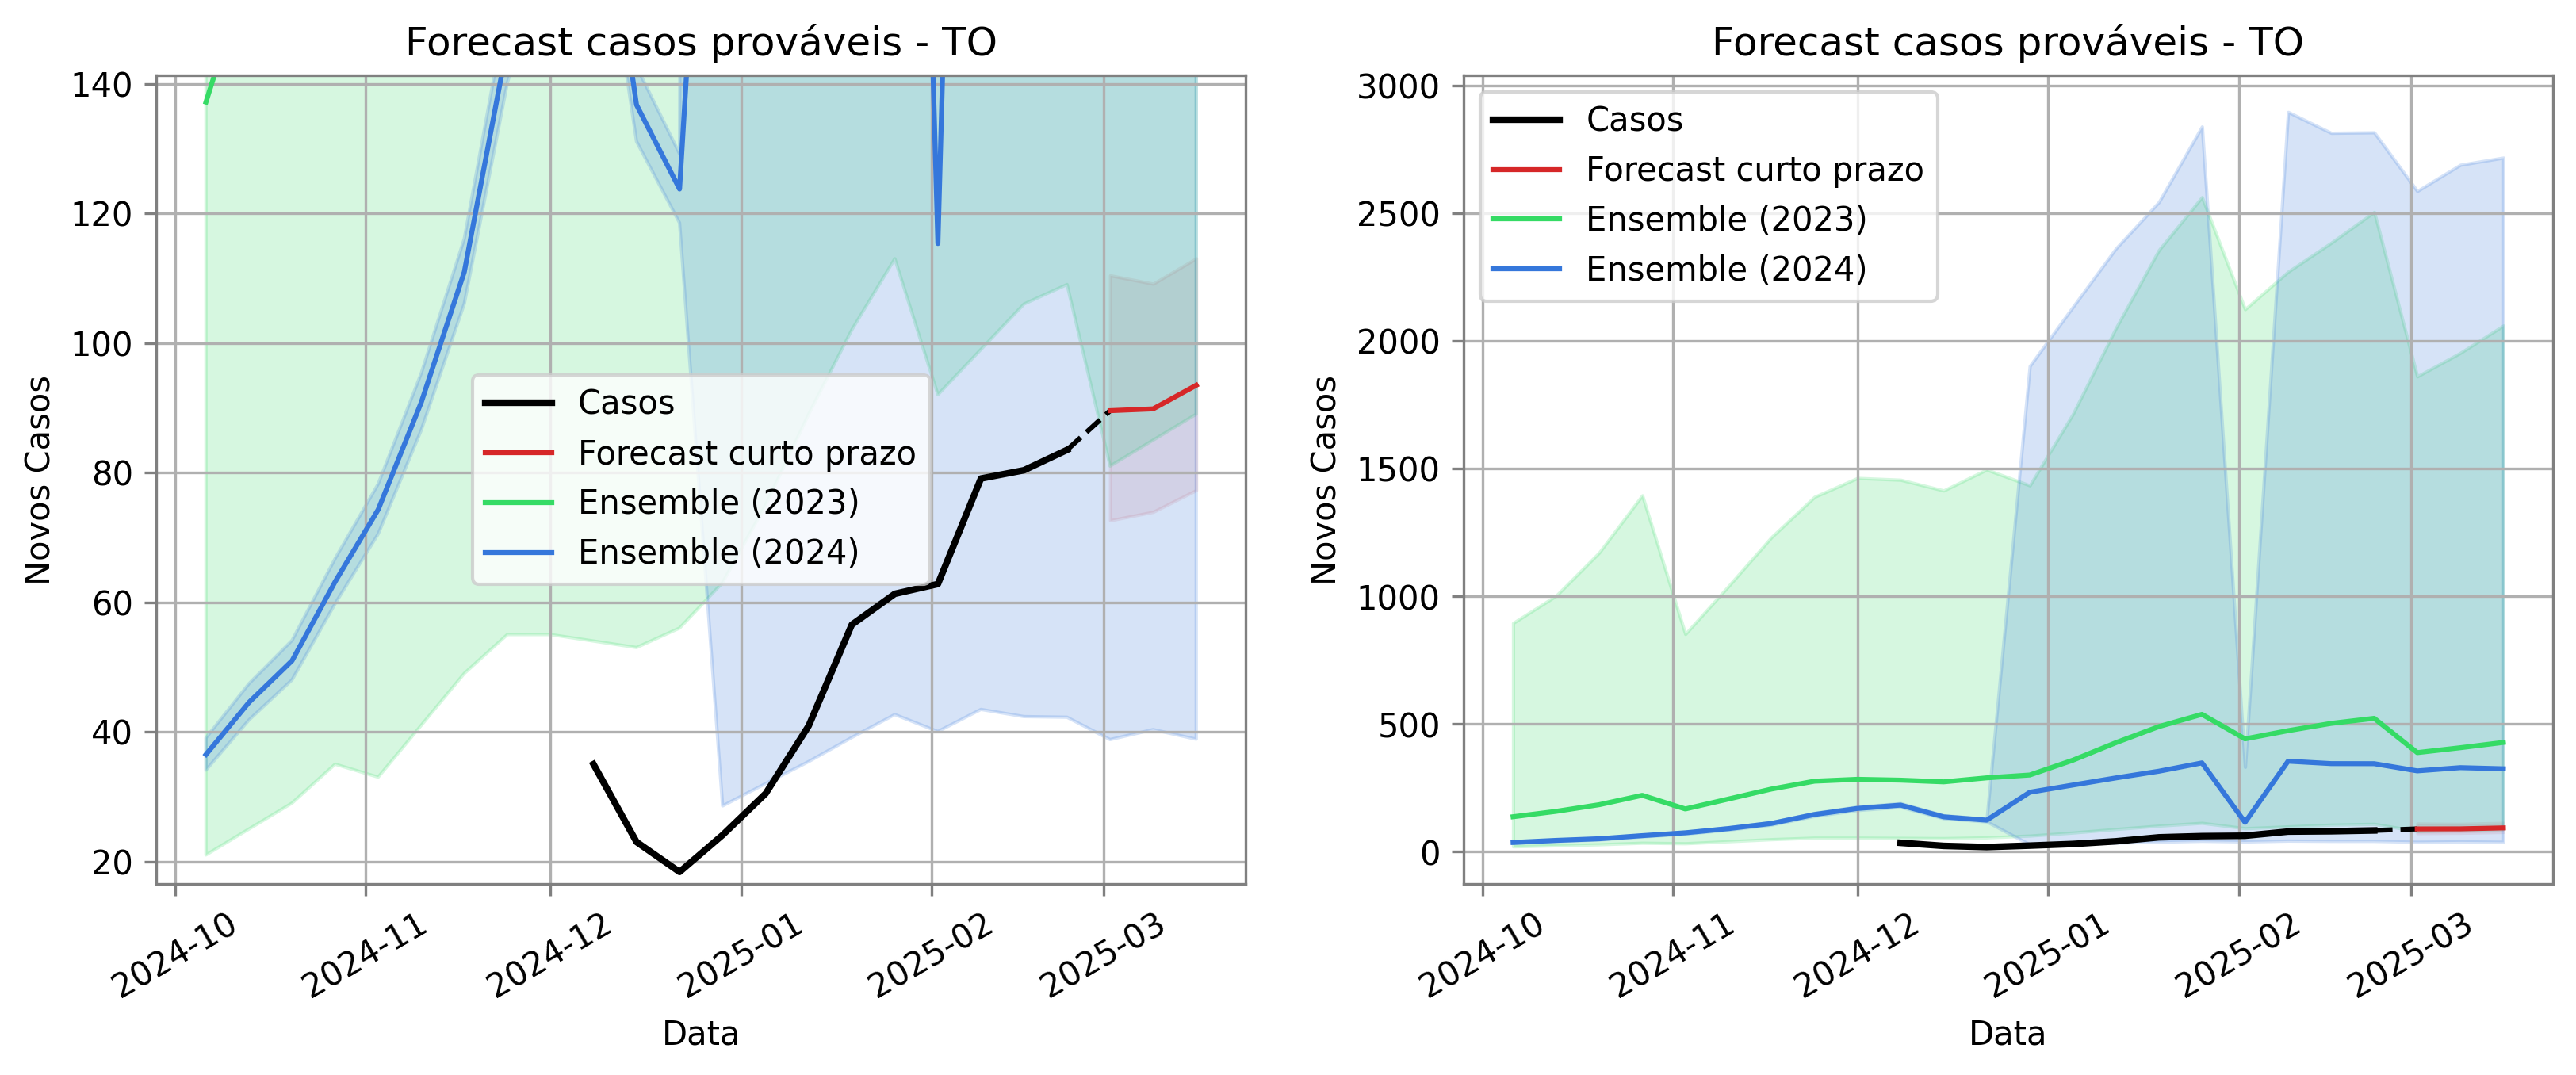 Forecast casos prováveis - TO
140
120
100
80
60
40
20
Novos Casos
Casos
Forecast curto prazo
Ensemble (2023)
Ensemble (2024)
2024-10
2024-11
2024-12
2025-01
2025-02
2025-03
Data
Forecast casos prováveis - TO
3000
2500
2000
1500
1000
500
0
Novos Casos
Casos
Forecast curto prazo
Ensemble (2023)
Ensemble (2024)
2024-10
2024-11
2024-12
2025-01
2025-02
2025-03
Data